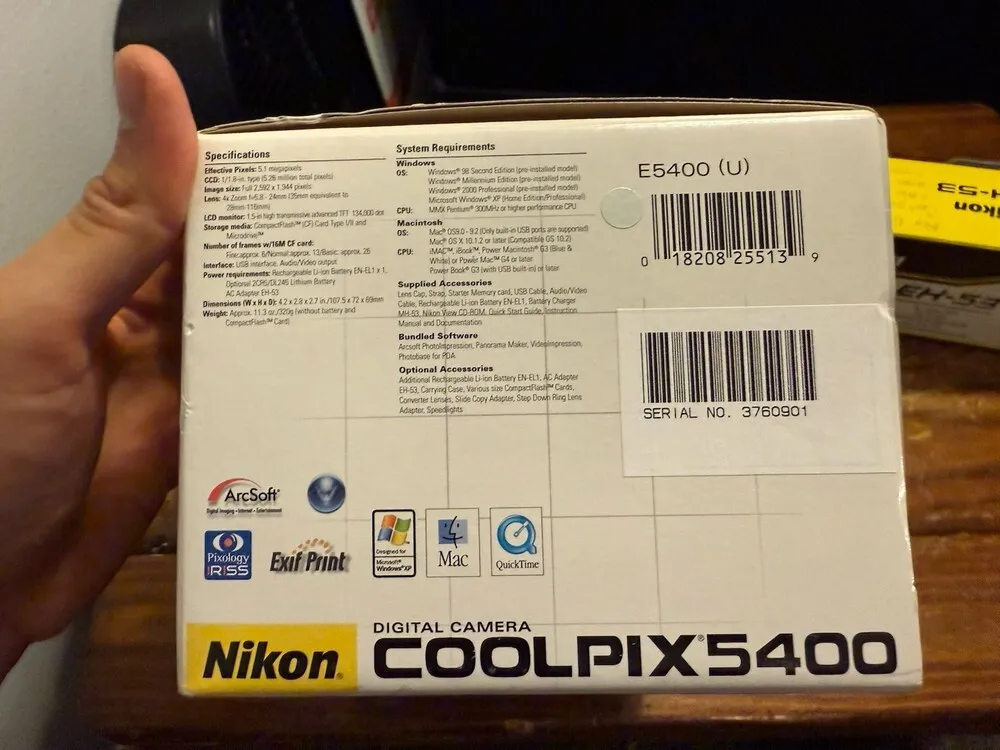 Specifications
Effective Pixels: 5.1 megapixels
CCD: 1/1.8-in. type (5.26 million total pixels)
Image size: Full 2,592 x 1,944 pixels
Lens: 4x Zoom f=5.8 - 24mm (35mm equivalent to
28mm-116mm)
LCD monitor: 1.5-in high transmissive advanced TFT 134,000 dot
Storage media: CompactFlash™ (CF) Card Type I/II and
Microdrive™
Number of frames w/16M CF card:
Fine:approx. 6/Normal:approx. 13/Basic: approx. 26
Interface: USB interface, Audio/Video output
Power requirements: Rechargeable Li-ion Battery EN-EL1 x 1,
Optional 2CR5/DL245 Lithium Battery
AC Adapter EH-53
Dimensions (W x H x D): 4.2 x 2.8 x 2.7 in/107.5 x 72 x 69mm
Weight: Approx. 11.3 oz./320g (without battery and
CompactFlash™ Card)
System Requirements
Windows
OS: Windows® 98 Second Edition (pre-installed model)
Windows® Millennium Edition (pre-installed model)
Windows® 2000 Professional (pre-installed model)
Microsoft Windows® XP (Home Edition/Professional)
CPU: MMX Pentium® 300MHz or higher performance CPU
Macintosh
OS: Mac® OS9.0 - 9.2 (Only built-in USB ports are supported)
Mac® OS X 10.1.2 or later (Compatible OS 10.2)
CPU: iMAC™, iBook™, Power Macintosh® G3 (Blue &
White) or Power Mac™ G4 or later
Power Book® G3 (with USB built-in) or later
Supplied Accessories
Lens Cap, Strap, Starter Memory card, USB Cable, Audio/Video
Cable, Rechargeable Li-ion Battery EN-EL1, Battery Charger
MH-53, Nikon View CD-ROM, Quick Start Guide, Instruction
Manual and Documentation
Bundled Software
Arcsoft PhotoImpression, Panorama Maker, VideoImpression,
Photobase for PDA
Optional Accessories
Additional Rechargeable Li-ion Battery EN-EL1, AC Adapter
EH-53, Carrying Case, Various size CompactFlash™ Cards,
Converter Lenses, Slide Copy Adapter, Step Down Ring Lens
Adapter, Speedlights
E5400 (U)
0 18208 25513 9
SERIAL NO. 3760901
Nikon
EH-53
EH-53
ArcSoft®
Digital Imaging • Internet • Entertainment
Pixology
iRISS
Exif Print
Designed for
Microsoft®
Windows®XP
Mac
QuickTime
Nikon®
DIGITAL CAMERA
COOLPIX®5400